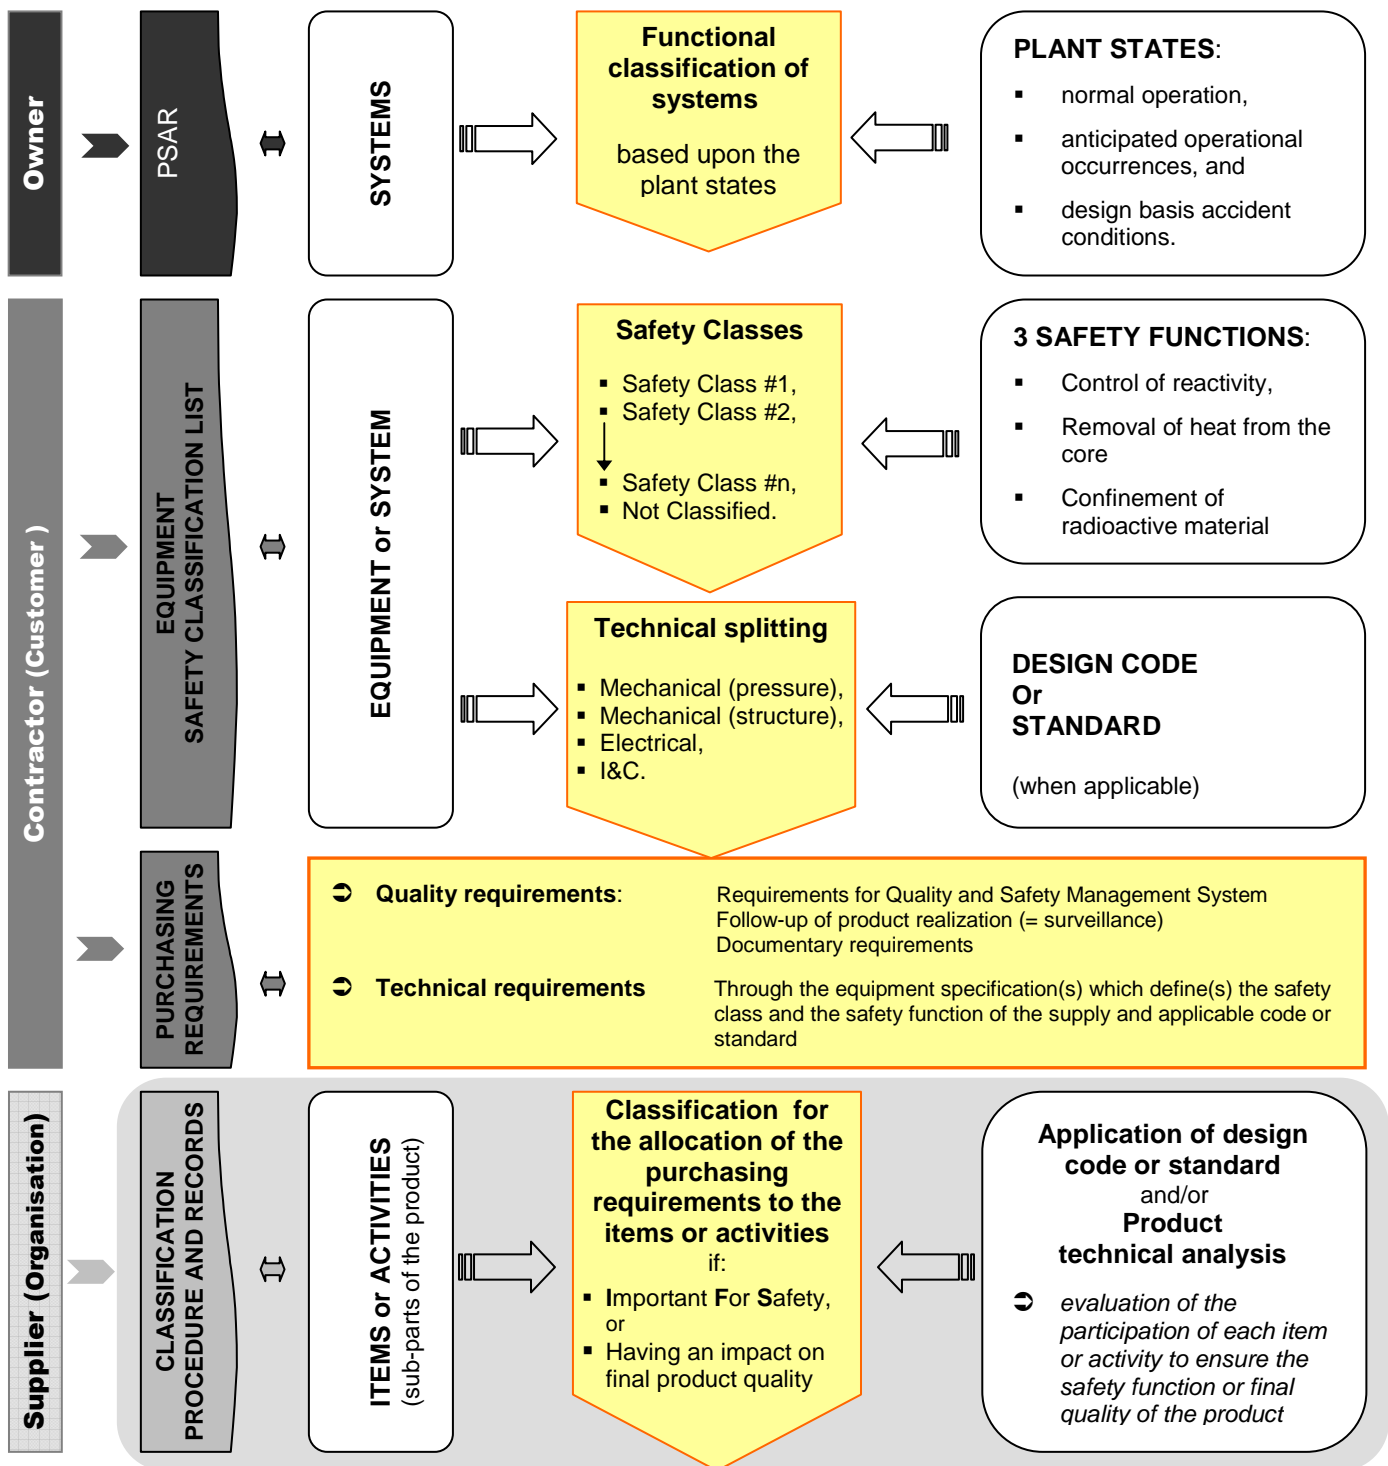 Owner
PSAR
SYSTEMS
Functional
classification of
systems
based upon the
plant states
PLANT STATES:
▪ normal operation,
▪ anticipated operational
occurrences, and
▪ design basis accident
conditions.
Contractor (Customer )
EQUIPMENT
SAFETY CLASSIFICATION LIST
EQUIPMENT or SYSTEM
Safety Classes
▪ Safety Class #1,
▪ Safety Class #2,
▪ Safety Class #n,
▪ Not Classified.
3 SAFETY FUNCTIONS:
▪ Control of reactivity,
▪ Removal of heat from the
core
▪ Confinement of
radioactive material
Technical splitting
▪ Mechanical (pressure),
▪ Mechanical (structure),
▪ Electrical,
▪ I&C.
DESIGN CODE
Or
STANDARD
(when applicable)
PURCHASING
REQUIREMENTS
➲ Quality requirements: Requirements for Quality and Safety Management System
Follow-up of product realization (= surveillance)
Documentary requirements
➲ Technical requirements Through the equipment specification(s) which define(s) the safety
class and the safety function of the supply and applicable code or
standard
Supplier (Organisation)
CLASSIFICATION
PROCEDURE AND RECORDS
ITEMS or ACTIVITIES
(sub-parts of the product)
Classification for
the allocation of the
purchasing
requirements to the
items or activities
if:
▪ Important For Safety,
or
▪ Having an impact on
final product quality
Application of design
code or standard
and/or
Product
technical analysis
➲ evaluation of the
participation of each item
or activity to ensure the
safety function or final
quality of the product